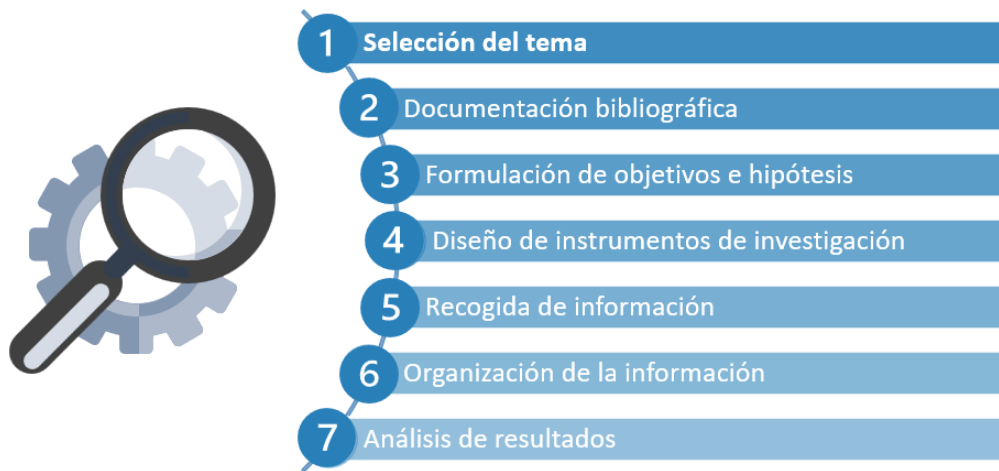 1 Selección del tema
2 Documentación bibliográfica
3 Formulación de objetivos e hipótesis
4 Diseño de instrumentos de investigación
5 Recogida de información
6 Organización de la información
7 Análisis de resultados